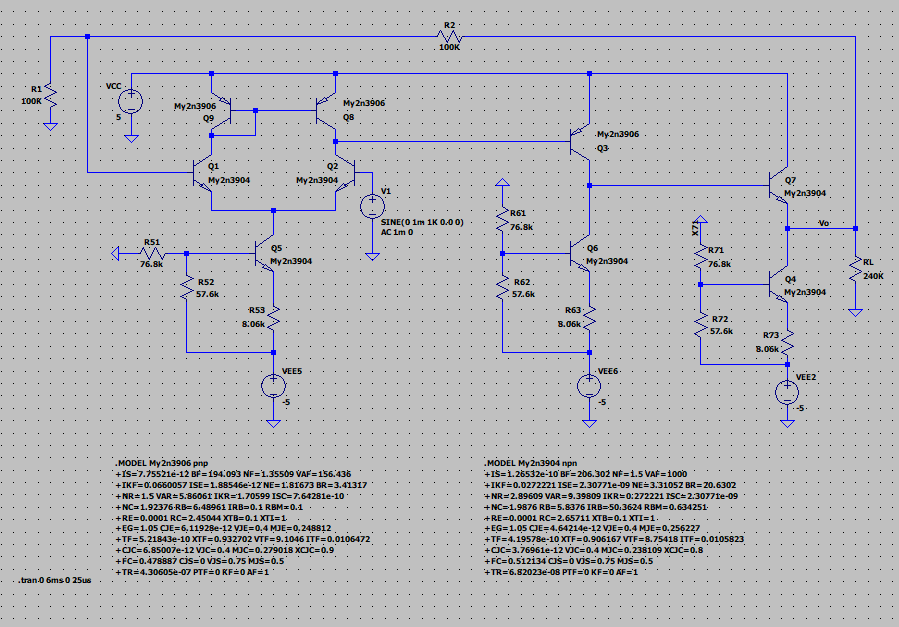 R2
100K
R1
100K
VCC
5
My2n3906
Q9
My2n3906
Q8
My2n3906
Q3
Q1
My2n3904
Q2
My2n3904
V1
SINE(0 1m 1K 0.0 0)
AC 1m 0
Q7
My2n3904
R61
76.8k
X71
Vo
R51
76.8k
Q5
My2n3904
Q6
My2n3904
R71
76.8k
RL
240K
R52
57.6k
R62
57.6k
Q4
My2n3904
R53
8.06k
R63
8.06k
R72
57.6k
R73
8.06k
VEE5
-5
VEE6
-5
VEE2
-5
.MODEL My2n3906 pnp
+IS=7.75521e-12 BF=194.093 NF=1.35509 VAF=156.436
+IKF=0.0660057 ISE=1.88546e-12 NE=1.81673 BR=3.41317
+NR=1.5 VAR=5.86061 IKR=1.70599 ISC=7.64281e-10
+NC=1.92376 RB=6.48961 IRB=0.1 RBM=0.1
+RE=0.0001 RC=2.45044 XTB=0.1 XTI=1
+EG=1.05 CJE=6.11928e-12 VJE=0.4 MJE=0.248812
+TF=5.21843e-10 XTF=0.932702 VTF=9.1046 ITF=0.0106472
+CJC=6.85007e-12 VJC=0.4 MJC=0.279018 XCJC=0.9
+FC=0.478887 CJS=0 VJS=0.75 MJS=0.5
+TR=4.30605e-07 PTF=0 KF=0 AF=1
.MODEL My2n3904 npn
+IS=1.26532e-10 BF=206.302 NF=1.5 VAF=1000
+IKF=0.0272221 ISE=2.30771e-09 NE=3.31052 BR=20.6302
+NR=2.89609 VAR=9.39809 IKR=0.272221 ISC=2.30771e-09
+NC=1.9876 RB=5.8376 IRB=50.3624 RBM=0.634251
+RE=0.0001 RC=2.65711 XTB=0.1 XTI=1
+EG=1.05 CJE=4.64214e-12 VJE=0.4 MJE=0.256227
+TF=4.19578e-10 XTF=0.906167 VTF=8.75418 ITF=0.0105823
+CJC=3.76961e-12 VJC=0.4 MJC=0.238109 XCJC=0.8
+FC=0.512134 CJS=0 VJS=0.75 MJS=0.5
+TR=6.82023e-08 PTF=0 KF=0 AF=1
.tran 0 6ms 0 25us